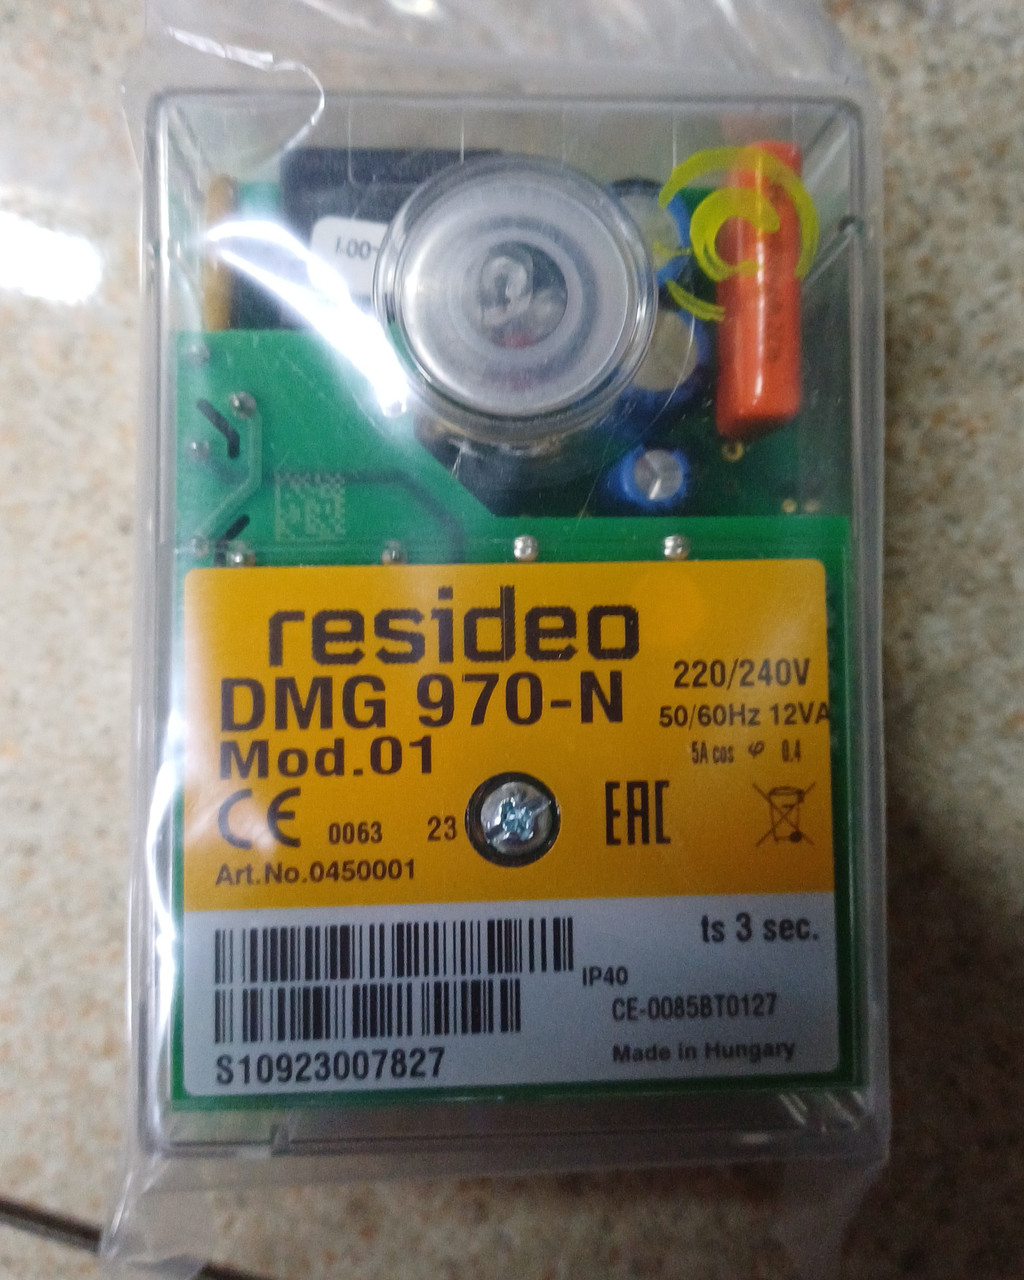 -001
resideo
DMG 970-N
220/240V
Mod.01
50/60Hz 12VA
5A cos φ 0.4
CE 0063 23 EAC
Art.No.0450001
ts 3 sec.
IP40
CE-0085BT0127
S10923007827
Made in Hungary